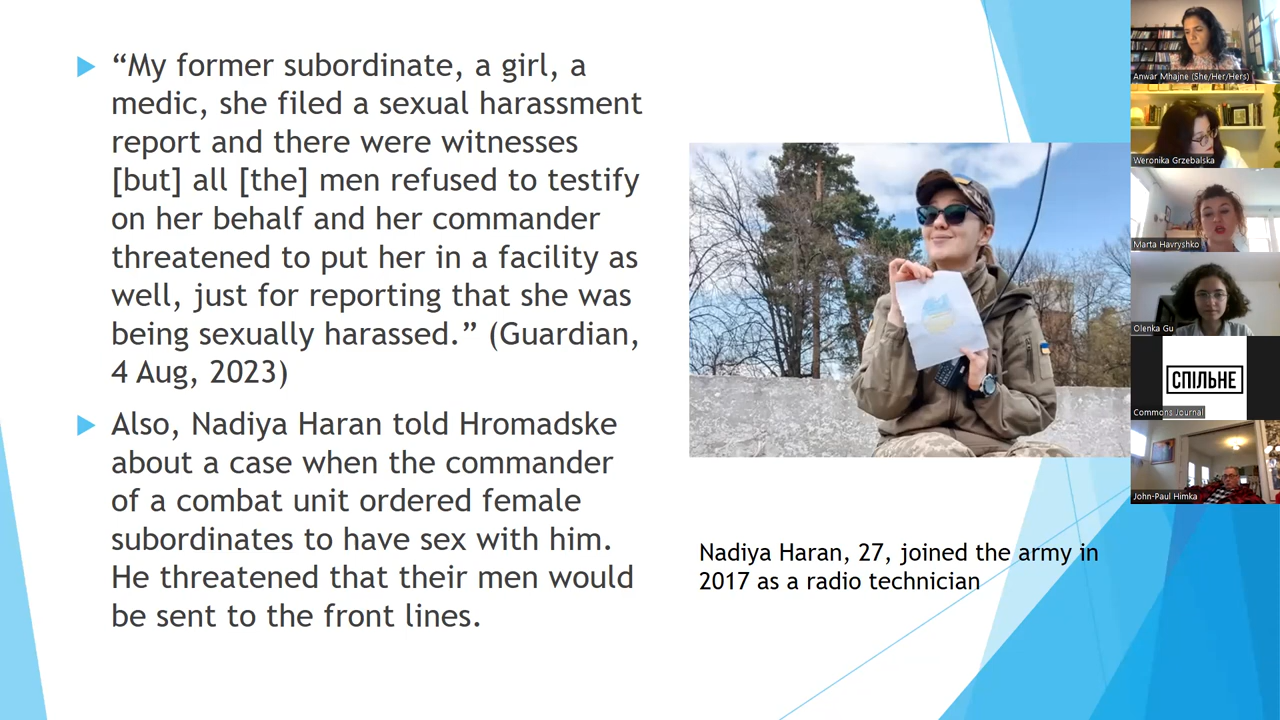 “My former subordinate, a girl, a
medic, she filed a sexual harassment
report and there were witnesses
[but] all [the] men refused to testify
on her behalf and her commander
threatened to put her in a facility as
well, just for reporting that she was
being sexually harassed.” (Guardian,
4 Aug, 2023)
Also, Nadiya Haran told Hromadske
about a case when the commander
of a combat unit ordered female
subordinates to have sex with him.
He threatened that their men would
be sent to the front lines.
Nadiya Haran, 27, joined the army in
2017 as a radio technician
Anwar Mhajne (She/Her/Hers)
Weronika Grzebalska
Marta Havryshko
Olenka Gu
СПІЛЬНЕ
Commons Journal
John-Paul Himka